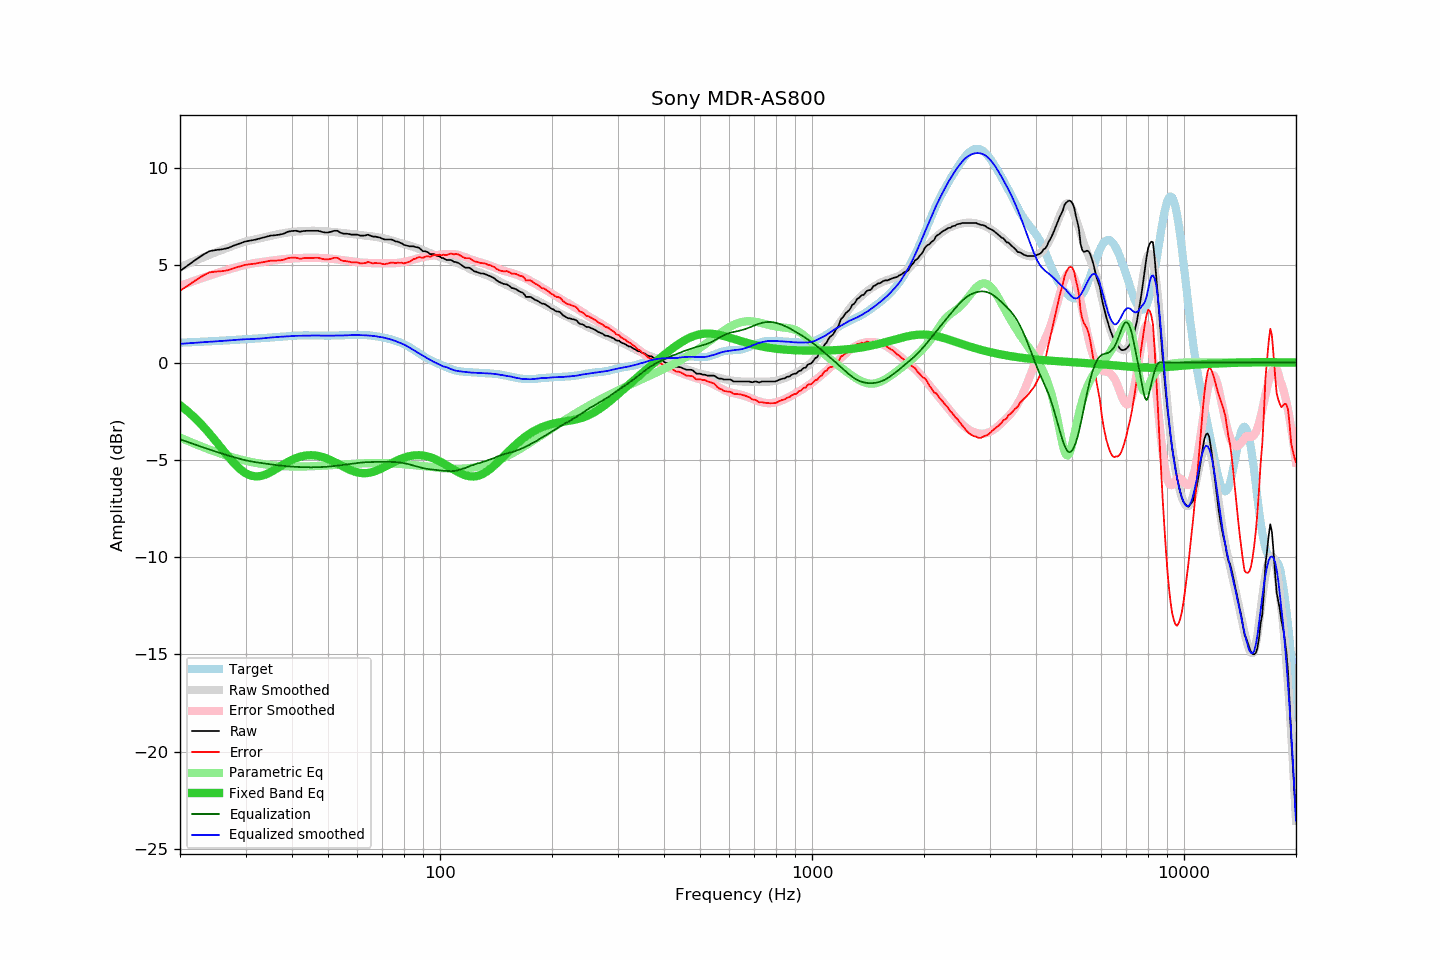 Sony MDR-AS800
10
5
0
−5
−10
−15
−20
−25
Amplitude (dBr)
Target
Raw Smoothed
Error Smoothed
Raw
Error
Parametric Eq
Fixed Band Eq
Equalization
Equalized smoothed
100 1000 10000
Frequency (Hz)